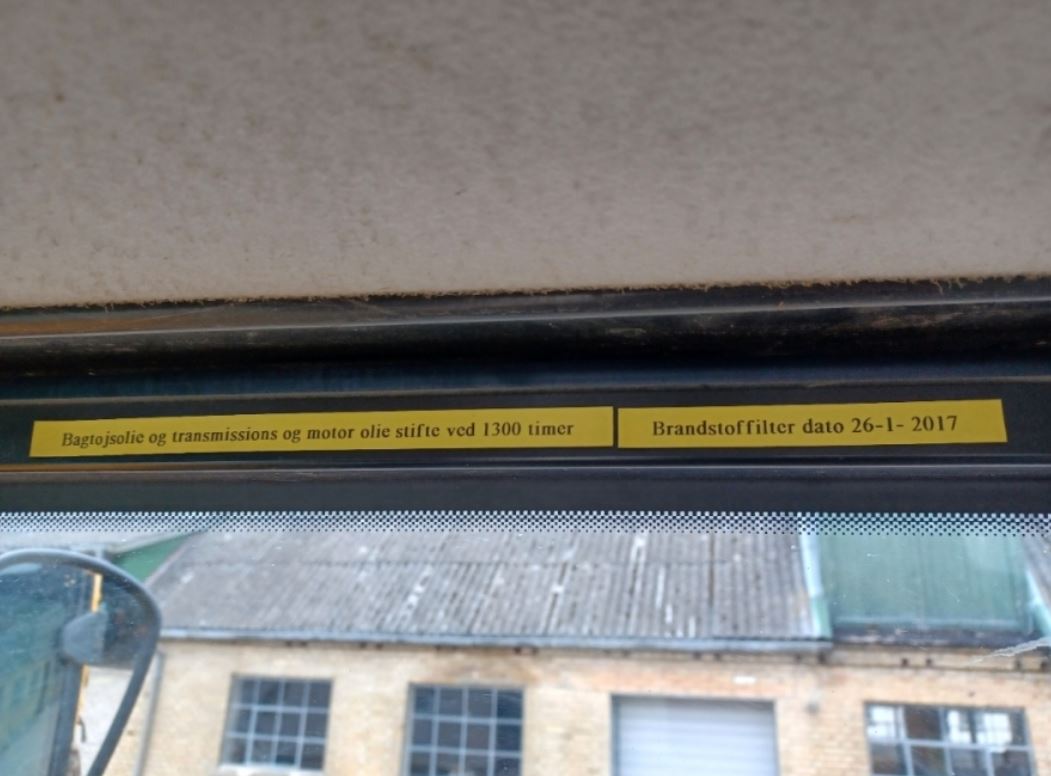 Bagtojsolie og transmissions og motor olie stifte ved 1300 timer
Brandstoffilter dato 26-1- 2017